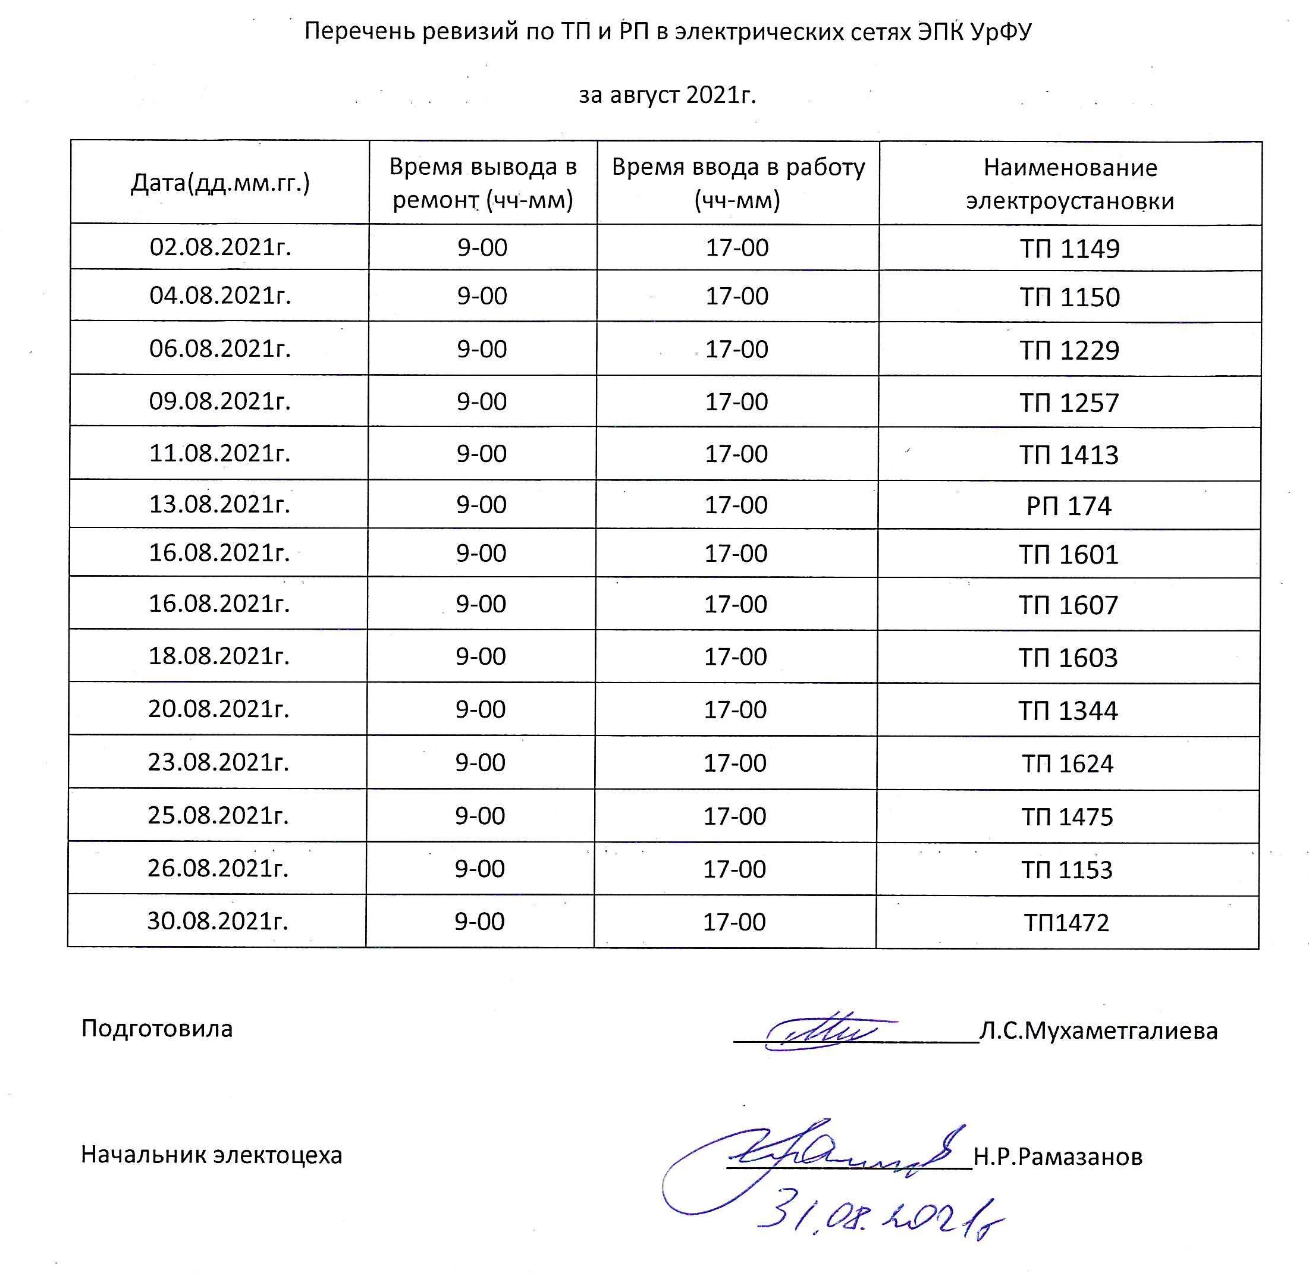 Перечень ревизий по ТП и РП в электрических сетях ЭПК УрФУ
за август 2021г.
Дата(дд.мм.гг.) Время вывода в ремонт (чч-мм) Время ввода в работу (чч-мм) Наименование электроустановки
02.08.2021г. 9-00 17-00 ТП 1149
04.08.2021г. 9-00 17-00 ТП 1150
06.08.2021г. 9-00 17-00 ТП 1229
09.08.2021г. 9-00 17-00 ТП 1257
11.08.2021г. 9-00 17-00 ТП 1413
13.08.2021г. 9-00 17-00 РП 174
16.08.2021г. 9-00 17-00 ТП 1601
16.08.2021г. 9-00 17-00 ТП 1607
18.08.2021г. 9-00 17-00 ТП 1603
20.08.2021г. 9-00 17-00 ТП 1344
23.08.2021г. 9-00 17-00 ТП 1624
25.08.2021г. 9-00 17-00 ТП 1475
26.08.2021г. 9-00 17-00 ТП 1153
30.08.2021г. 9-00 17-00 ТП1472
Подготовила Л.С.Мухаметгалиева
Начальник электоцеха Н.Р.Рамазанов
31.08.2021г